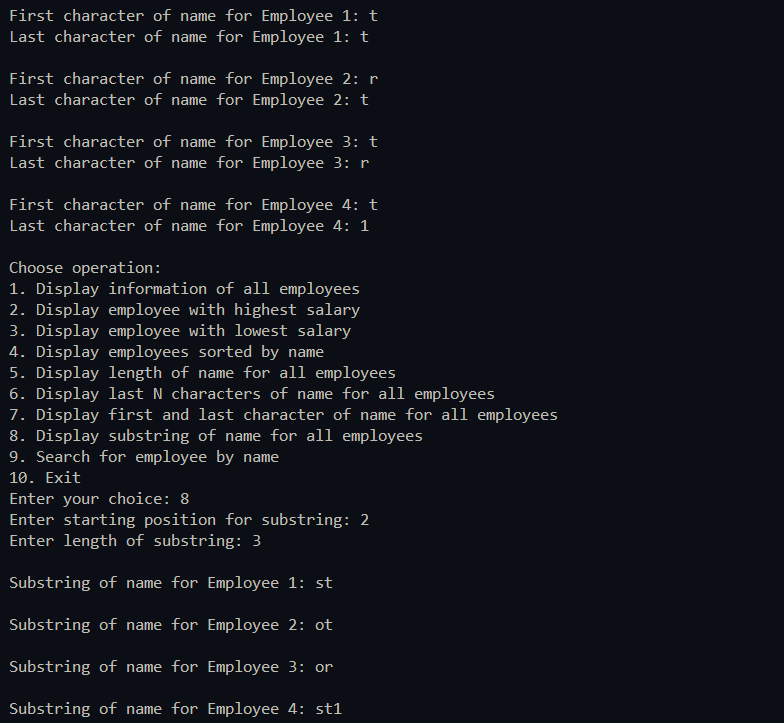 First character of name for Employee 1: t
Last character of name for Employee 1: t
First character of name for Employee 2: r
Last character of name for Employee 2: t
First character of name for Employee 3: t
Last character of name for Employee 3: r
First character of name for Employee 4: t
Last character of name for Employee 4: 1
Choose operation:
1. Display information of all employees
2. Display employee with highest salary
3. Display employee with lowest salary
4. Display employees sorted by name
5. Display length of name for all employees
6. Display last N characters of name for all employees
7. Display first and last character of name for all employees
8. Display substring of name for all employees
9. Search for employee by name
10. Exit
Enter your choice: 8
Enter starting position for substring: 2
Enter length of substring: 3
Substring of name for Employee 1: st
Substring of name for Employee 2: ot
Substring of name for Employee 3: or
Substring of name for Employee 4: st1